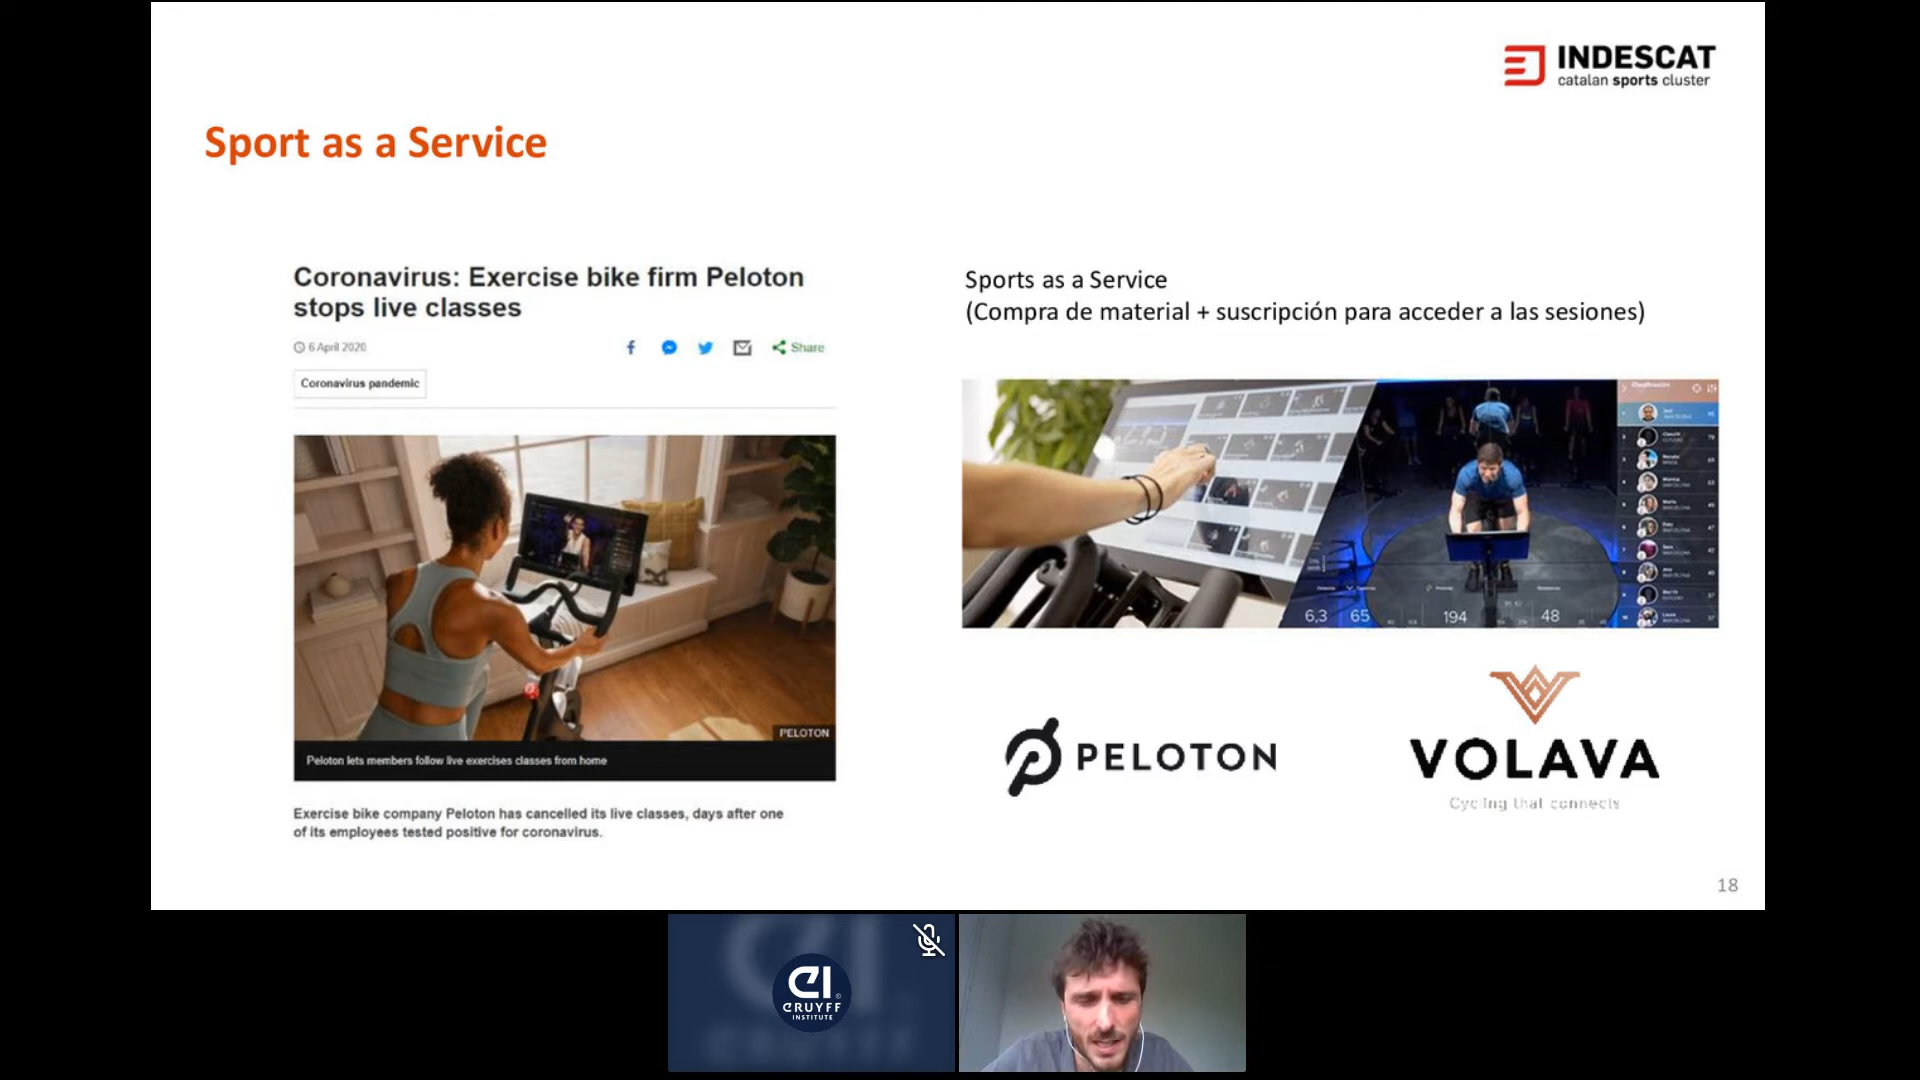 INDESCAT
catalan sports cluster
Sport as a Service
Coronavirus: Exercise bike firm Peloton
stops live classes
6 April 2020
Share
Coronavirus pandemic
PELOTON
Peloton lets members follow live exercises classes from home
Exercise bike company Peloton has cancelled its live classes, days after one
of its employees tested positive for coronavirus.
Sports as a Service
(Compra de material + suscripción para acceder a las sesiones)
6,3 65 194 48
PELOTON
VOLAVA
Cycling that connects
18
CRUYFF
INSTITUTE